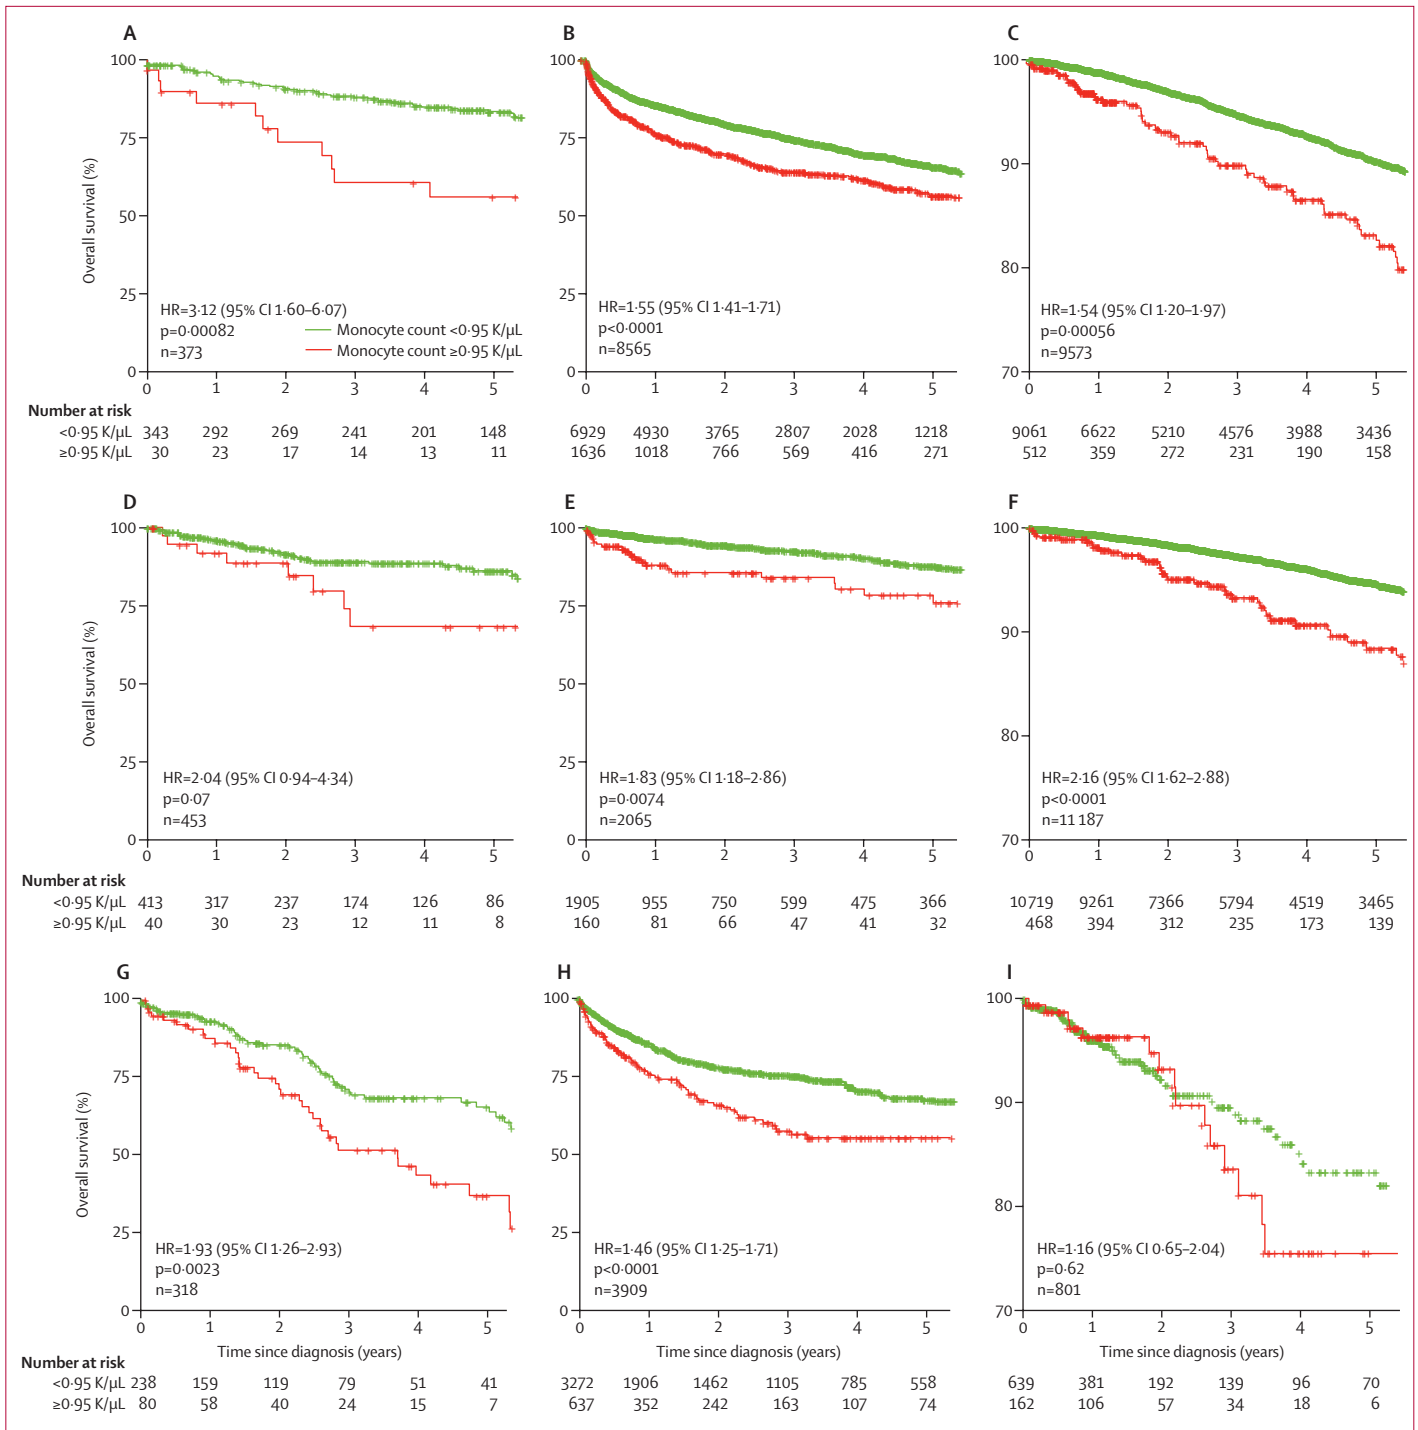 A
B
C
100
75
50
25
0
Overall survival (%)
HR=3·12 (95% CI 1·60–6·07)
p=0·00082
n=373
Monocyte count <0·95 K/µL
Monocyte count ≥0·95 K/µL
0 1 2 3 4 5
100
75
50
25
0
HR=1·55 (95% CI 1·41–1·71)
p<0·0001
n=8565
0 1 2 3 4 5
100
90
80
70
HR=1·54 (95% CI 1·20–1·97)
p=0·00056
n=9573
0 1 2 3 4 5
Number at risk
<0·95 K/µL 343 292 269 241 201 148 6929 4930 3765 2807 2028 1218 9061 6622 5210 4576 3988 3436
≥0·95 K/µL 30 23 17 14 13 11 1636 1018 766 569 416 271 512 359 272 231 190 158
D
E
F
100
75
50
25
0
Overall survival (%)
HR=2·04 (95% CI 0·94–4·34)
p=0·07
n=453
0 1 2 3 4 5
100
75
50
25
0
HR=1·83 (95% CI 1·18–2·86)
p=0·0074
n=2065
0 1 2 3 4 5
100
90
80
70
HR=2·16 (95% CI 1·62–2·88)
p<0·0001
n=11 187
0 1 2 3 4 5
Number at risk
<0·95 K/µL 413 317 237 174 126 86 1905 955 750 599 475 366 10 719 9261 7366 5794 4519 3465
≥0·95 K/µL 40 30 23 12 11 8 160 81 66 47 41 32 468 394 312 235 173 139
G
H
I
100
75
50
25
0
Overall survival (%)
HR=1·93 (95% CI 1·26–2·93)
p=0·0023
n=318
0 1 2 3 4 5
Time since diagnosis (years)
100
75
50
25
0
HR=1·46 (95% CI 1·25–1·71)
p<0·0001
n=3909
0 1 2 3 4 5
Time since diagnosis (years)
100
90
80
70
HR=1·16 (95% CI 0·65–2·04)
p=0·62
n=801
0 1 2 3 4 5
Time since diagnosis (years)
Number at risk
<0·95 K/µL 238 159 119 79 51 41 3272 1906 1462 1105 785 558 639 381 192 139 96 70
≥0·95 K/µL 80 58 40 24 15 7 637 352 242 163 107 74 162 106 57 34 18 6